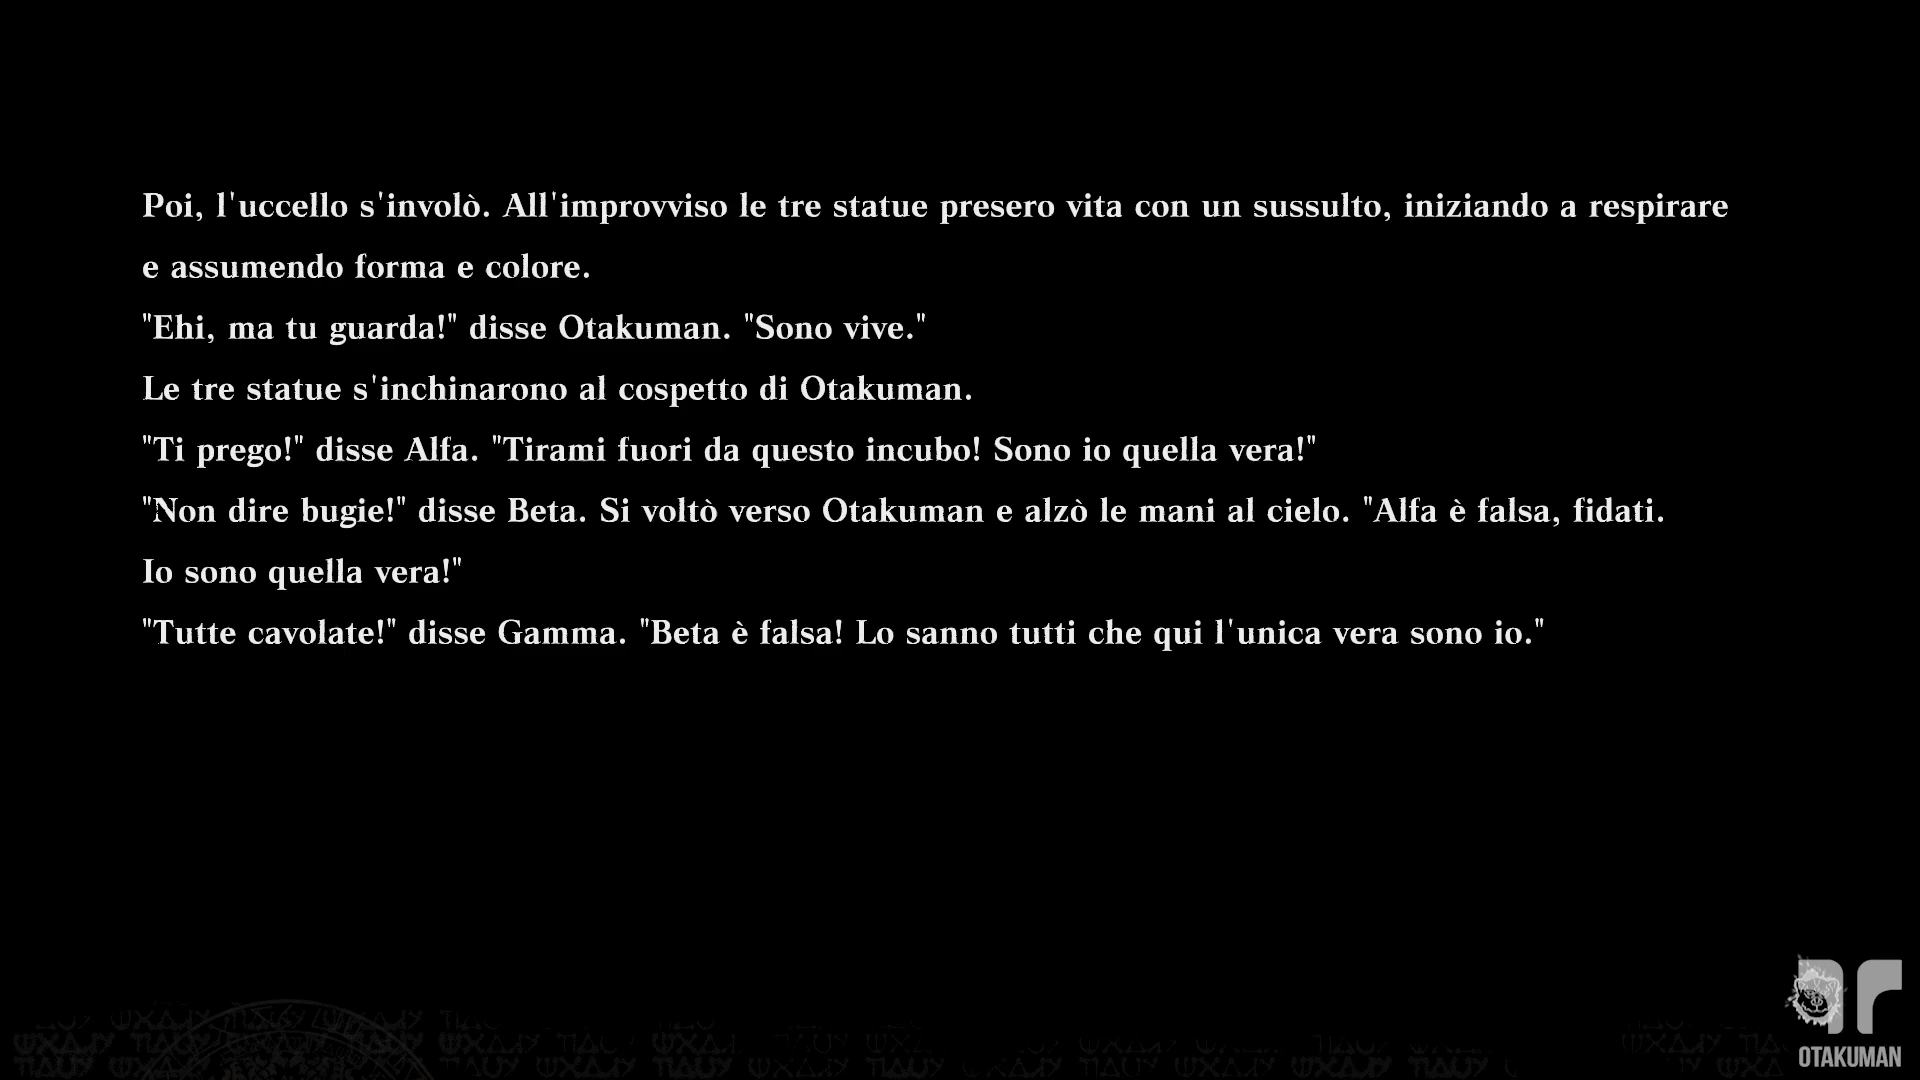 Poi, l'uccello s'involò. All'improvviso le tre statue presero vita con un sussulto, iniziando a respirare
e assumendo forma e colore.
"Ehi, ma tu guarda!" disse Otakuman. "Sono vive."
Le tre statue s'inchinarono al cospetto di Otakuman.
"Ti prego!" disse Alfa. "Tirami fuori da questo incubo! Sono io quella vera!"
"Non dire bugie!" disse Beta. Si voltò verso Otakuman e alzò le mani al cielo. "Alfa è falsa, fidati.
Io sono quella vera!"
"Tutte cavolate!" disse Gamma. "Beta è falsa! Lo sanno tutti che qui l'unica vera sono io."
OTAKUMAN